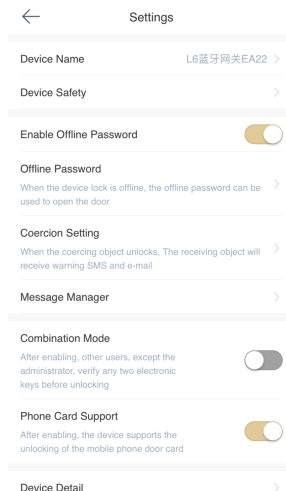 Settings
Device Name L6蓝牙网关EA22
Device Safety
Enable Offline Password
Offline Password
When the device lock is offline, the offline password can be
used to open the door
Coercion Setting
When the coercing object unlocks, The receiving object will
receive warning SMS and e-mail
Message Manager
Combination Mode
After enabling, other users, except the
administrator, verify any two electronic
keys before unlocking
Phone Card Support
After enabling, the device supports the
unlocking of the mobile phone door card
Device Detail